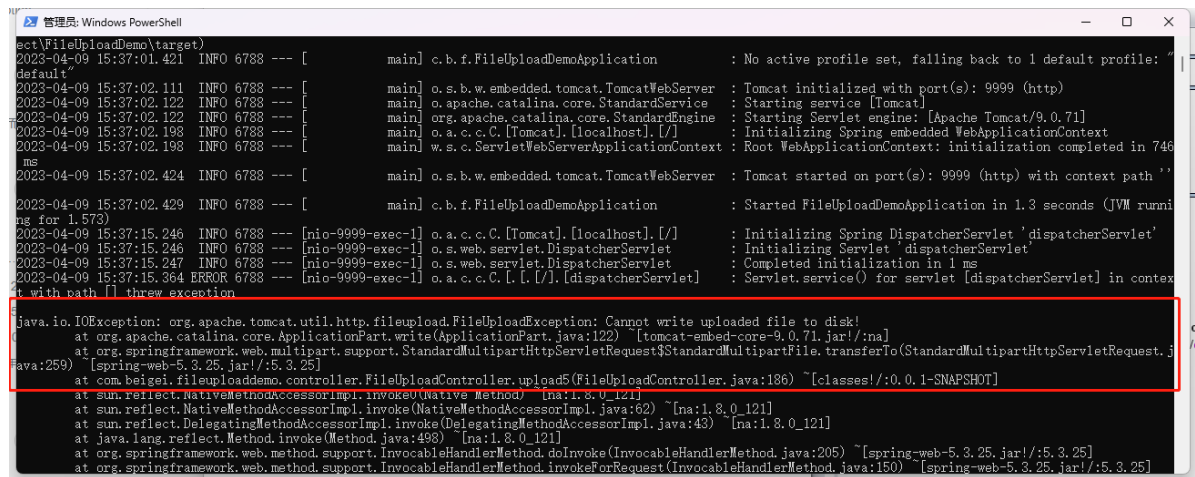 管理员: Windows PowerShell
ect\FileUploadDemo\target)
2023-04-09 15:37:01.421  INFO 6788 --- [           main] c.b.f.FileUploadDemoApplication          : No active profile set, falling back to 1 default profile: "
default"
2023-04-09 15:37:02.111  INFO 6788 --- [           main] o.s.b.w.embedded.tomcat.TomcatWebServer  : Tomcat initialized with port(s): 9999 (http)
2023-04-09 15:37:02.122  INFO 6788 --- [           main] o.apache.catalina.core.StandardService   : Starting service [Tomcat]
2023-04-09 15:37:02.122  INFO 6788 --- [           main] org.apache.catalina.core.StandardEngine  : Starting Servlet engine: [Apache Tomcat/9.0.71]
2023-04-09 15:37:02.198  INFO 6788 --- [           main] o.a.c.c.C.[Tomcat].[localhost].[/]       : Initializing Spring embedded WebApplicationContext
2023-04-09 15:37:02.198  INFO 6788 --- [           main] w.s.c.ServletWebServerApplicationContext : Root WebApplicationContext: initialization completed in 746
 ms
2023-04-09 15:37:02.424  INFO 6788 --- [           main] o.s.b.w.embedded.tomcat.TomcatWebServer  : Tomcat started on port(s): 9999 (http) with context path ''
2023-04-09 15:37:02.429  INFO 6788 --- [           main] c.b.f.FileUploadDemoApplication          : Started FileUploadDemoApplication in 1.3 seconds (JVM runni
ng for 1.573)
2023-04-09 15:37:15.246  INFO 6788 --- [nio-9999-exec-1] o.a.c.c.C.[Tomcat].[localhost].[/]       : Initializing Spring DispatcherServlet 'dispatcherServlet'
2023-04-09 15:37:15.246  INFO 6788 --- [nio-9999-exec-1] o.s.web.servlet.DispatcherServlet        : Initializing Servlet 'dispatcherServlet'
2023-04-09 15:37:15.247  INFO 6788 --- [nio-9999-exec-1] o.s.web.servlet.DispatcherServlet        : Completed initialization in 1 ms
2023-04-09 15:37:15.364 ERROR 6788 --- [nio-9999-exec-1] o.a.c.c.C.[.[.[/].[dispatcherServlet]    : Servlet.service() for servlet [dispatcherServlet] in contex
t with path [] threw exception
java.io.IOException: org.apache.tomcat.util.http.fileupload.FileUploadException: Cannot write uploaded file to disk!
        at org.apache.catalina.core.ApplicationPart.write(ApplicationPart.java:122) ~[tomcat-embed-core-9.0.71.jar!/:na]
        at org.springframework.web.multipart.support.StandardMultipartHttpServletRequest$StandardMultipartFile.transferTo(StandardMultipartHttpServletRequest.j
ava:259) ~[spring-web-5.3.25.jar!/:5.3.25]
        at com.beigei.fileuploaddemo.controller.FileUploadController.upload5(FileUploadController.java:186) ~[classes!/:0.0.1-SNAPSHOT]
        at sun.reflect.NativeMethodAccessorImpl.invoke0(Native Method) ~[na:1.8.0_121]
        at sun.reflect.NativeMethodAccessorImpl.invoke(NativeMethodAccessorImpl.java:62) ~[na:1.8.0_121]
        at sun.reflect.DelegatingMethodAccessorImpl.invoke(DelegatingMethodAccessorImpl.java:43) ~[na:1.8.0_121]
        at java.lang.reflect.Method.invoke(Method.java:498) ~[na:1.8.0_121]
        at org.springframework.web.method.support.InvocableHandlerMethod.doInvoke(InvocableHandlerMethod.java:205) ~[spring-web-5.3.25.jar!/:5.3.25]
        at org.springframework.web.method.support.InvocableHandlerMethod.invokeForRequest(InvocableHandlerMethod.java:150) ~[spring-web-5.3.25.jar!/:5.3.25]